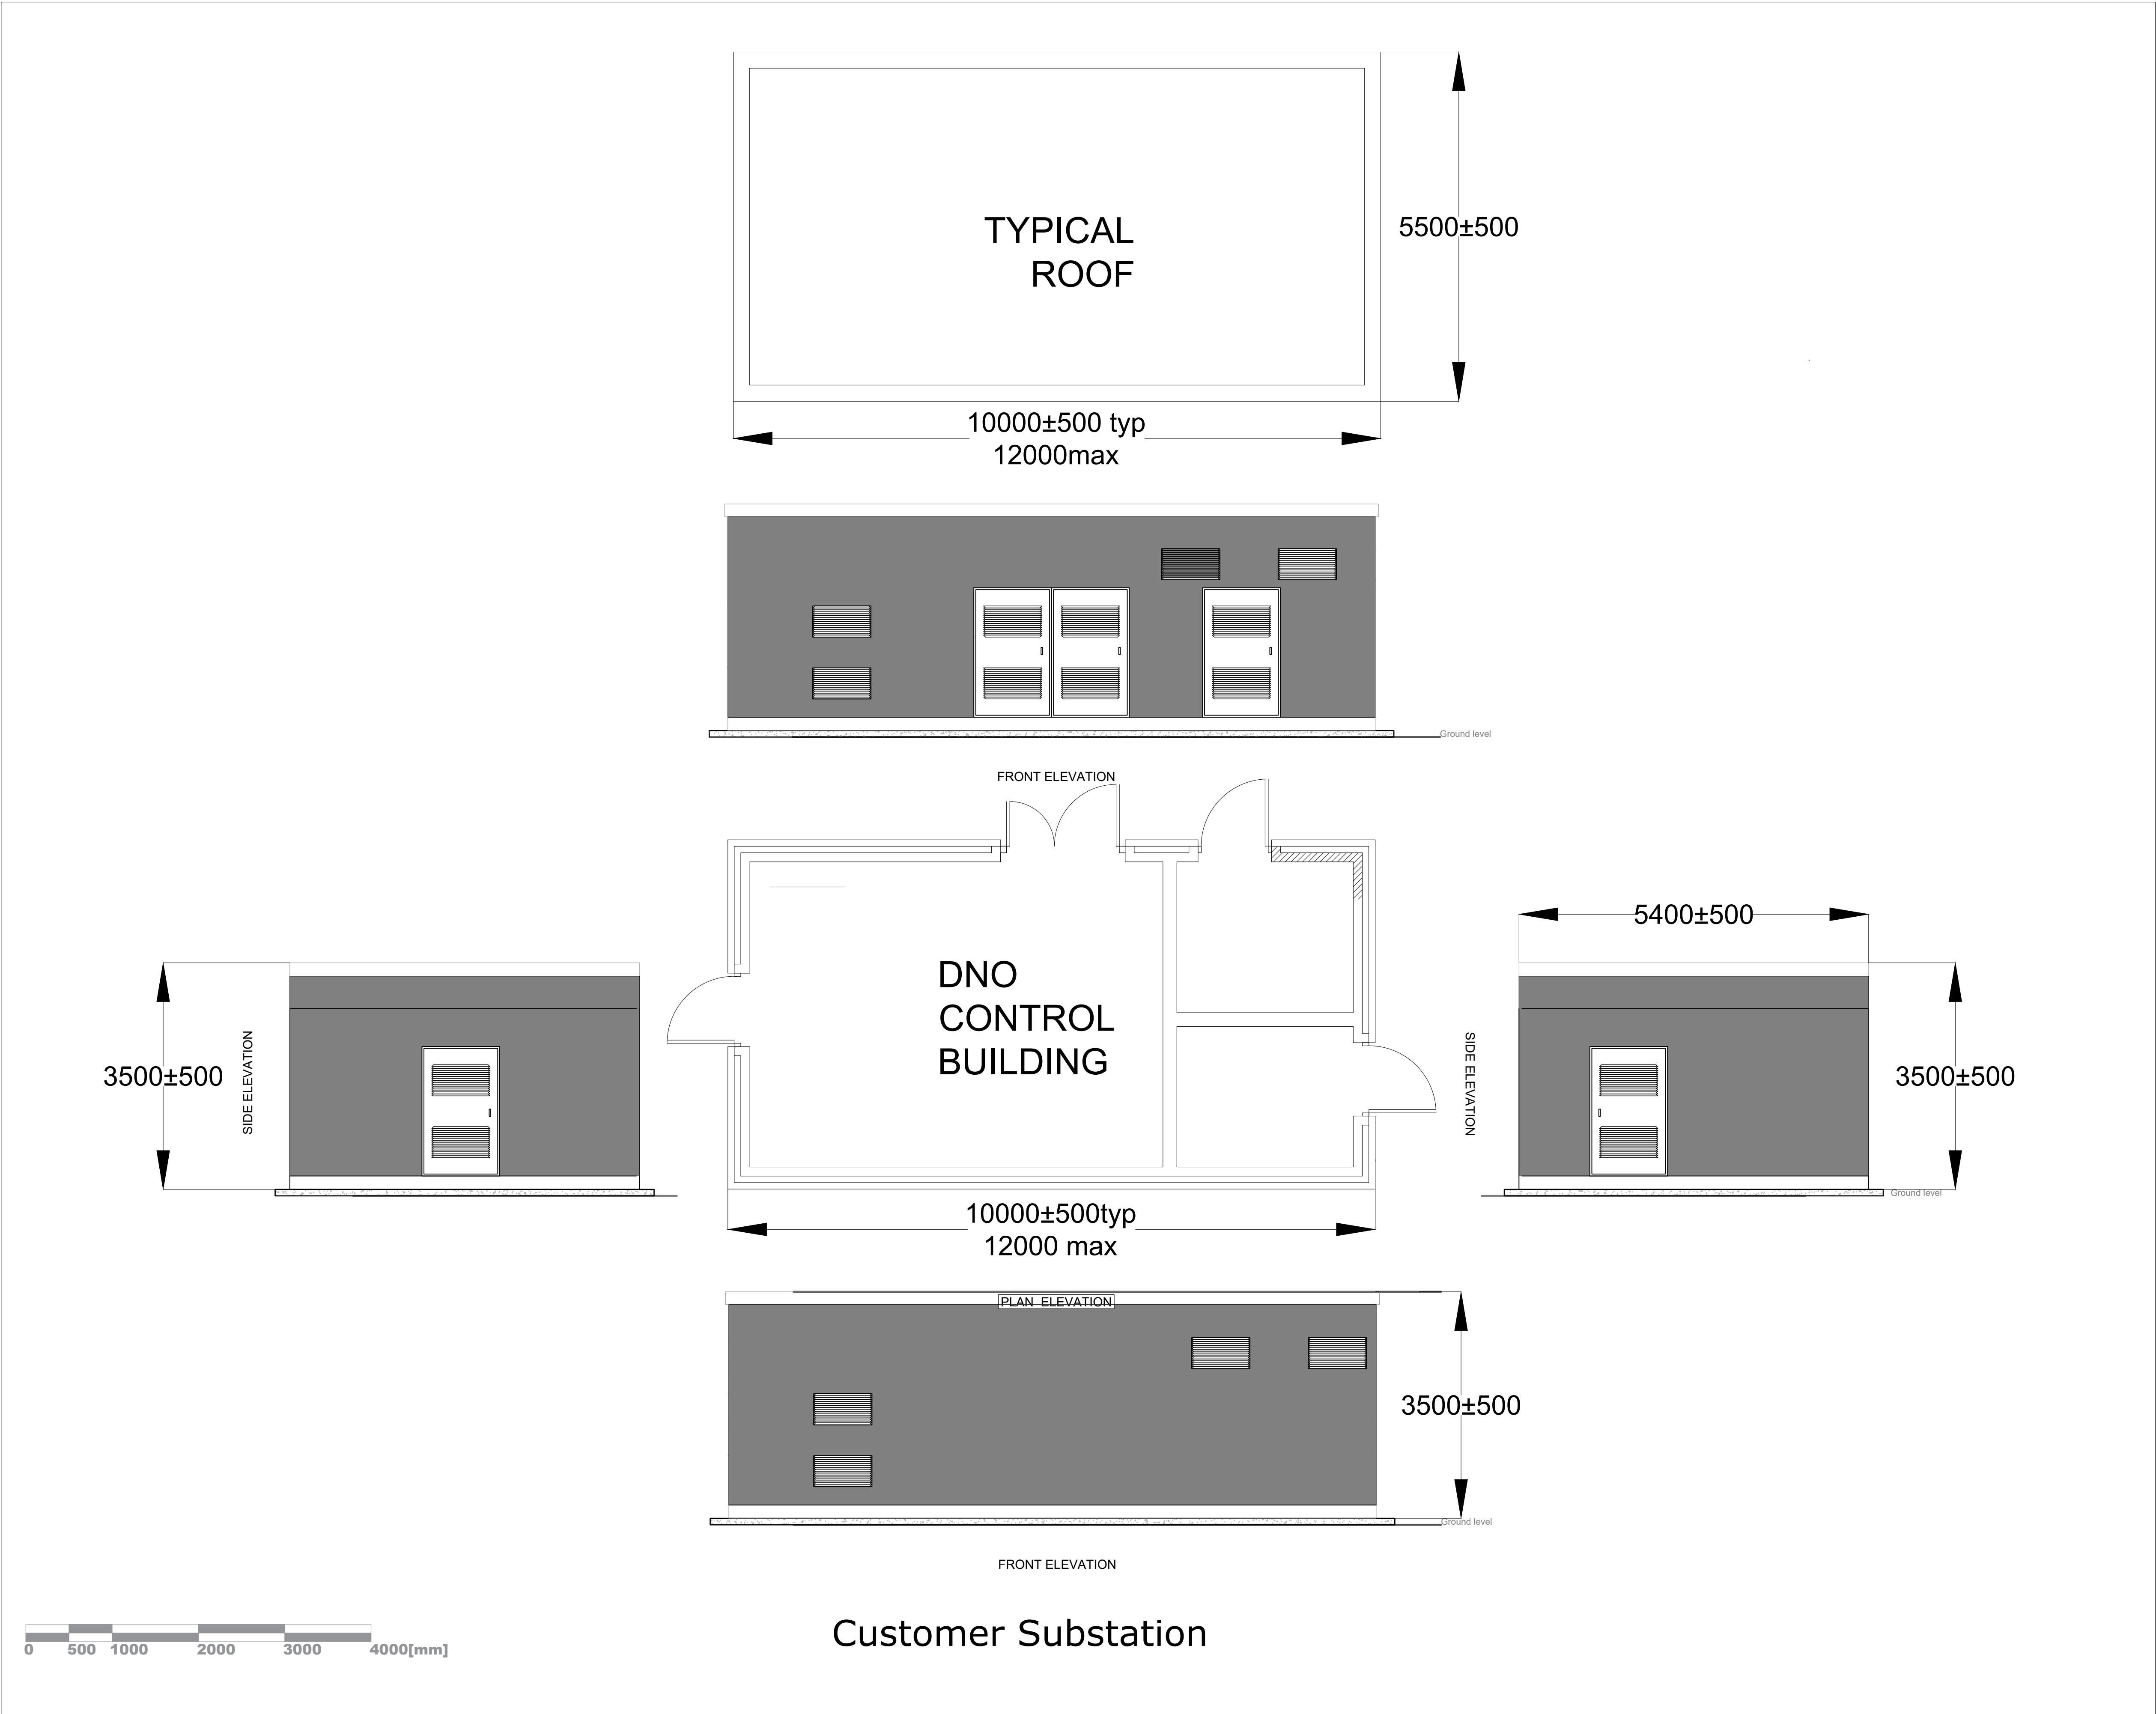 TYPICAL
ROOF
5500±500
10000±500 typ
12000max
Ground level
FRONT ELEVATION
DNO
CONTROL
BUILDING
5400±500
3500±500
SIDE ELEVATION
SIDE ELEVATION
3500±500
Ground level
10000±500typ
12000 max
PLAN ELEVATION
3500±500
Ground level
FRONT ELEVATION
Customer Substation
0 500 1000 2000 3000 4000[mm]